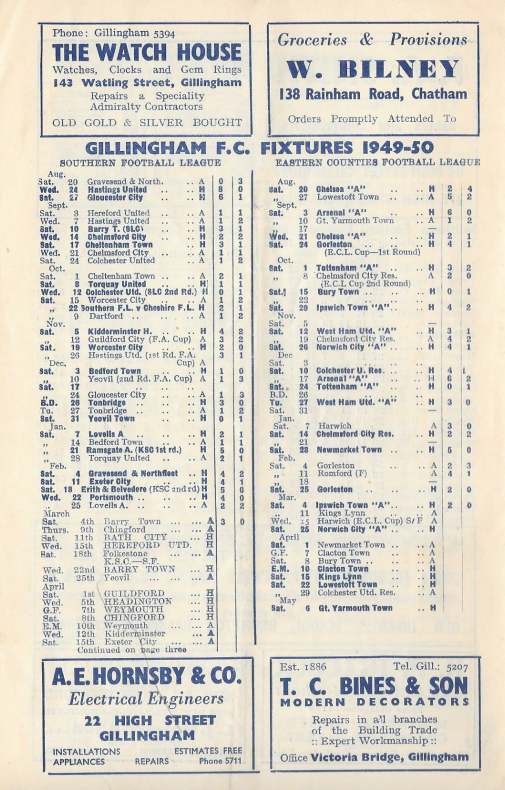 Phone: Gillingham 5394
THE WATCH HOUSE
Watches, Clocks and Gem Rings
143 Watling Street, Gillingham
Repairs a Speciality
Admiralty Contractors
OLD GOLD & SILVER BOUGHT
Groceries & Provisions
W. BILNEY
138 Rainham Road, Chatham
Orders Promptly Attended To
GILLINGHAM F.C. FIXTURES 1949-50
SOUTHERN FOOTBALL LEAGUE
Aug.
Sat. 20 Gravesend & North. .. A 0 3
Wed. 24 Hastings United .. H 8 0
Sat. 27 Gloucester City .. H 6 1
Sept.
Sat. 3 Hereford United .. A 1 1
Wed. 7 Hastings United .. A 1 2
Sat. 10 Barry T. (SLC) .. H 3 1
Wed. 14 Chelmsford City .. H 2 2
Sat. 17 Cheltenham Town .. H 3 1
Wed. 21 Chelmsford City .. A 1 1
Sat. 24 Colchester United .. A 1 2
Oct.
Sat. 1 Cheltenham Town .. A 2 1
Sat. 8 Torquay United .. H 1 1
Wed. 12 Colchester Utd. (SLC 2nd Rd.) H 0 1
Sat. 15 Worcester City .. A 2 0
„ 22 Southern F.L. v Cheshire F.L. H 2 1
„ 29 Dartford .. A 1 2
Nov.
Sat. 5 Kidderminster H. .. H 4 2
„ 12 Guildford City (F.A. Cup) A 3 2
Sat. 19 Worcester City .. H 2 0
„ 26 Hastings Utd. (1st Rd. F.A. 3 1
Dec. Cup) A
Sat. 3 Bedford Town .. H 1 0
„ 10 Yeovil (2nd Rd. F.A. Cup) A 1 3
Sat. 17
„ 24 Gloucester City .. A 1 3
B.D 26 Tonbridge .. H 3 0
Tu. 27 Tonbridge .. A 1 2
Sat. 31 Yeovil Town .. H 0 1
Jan.
Sat. 7 Lovells A .. H 2 1
„ 14 Bedford Town .. A 1 1
„ 21 Ramsgate A. (KSC 1st rd.) H 5 0
„ 28 Torquay United .. A 2 1
Feb.
Sat. 4 Gravesend & Northfleet .. H 4 2
„ 11 Exeter City .. H 4 1
Sat. 18 Erith & Belvedere (KSC 2nd rd) H 5 0
Wed. 22 Portsmouth .. H 4 0
„ 25 Lovells A. .. A 2 2
March
Sat. 4th Barry Town ... A 3 0
Thurs. 9th Chingford ... A
Sat. 11th BATH CITY ... H
Wed. 15th HEREFORD UTD. H
Sat. 18th Folkestone ... A
K.S.C.—S.F.
Wed. 22nd BARRY TOWN ... H
Sat. 25th Yeovil ... A
April
Sat. 1st GUILDFORD ... H
Wed. 5th HEADINGTON ... H
G.F. 7th WEYMOUTH ... H
Sat. 8th CHINGFORD ... H
E.M. 10th Weymouth ... A
Wed. 12th Kidderminster ... A
Sat. 15th Exeter City ... A
Continued on page three
EASTERN COUNTIES FOOTBALL LEAGUE
Aug.
Sat. 20 Chelsea "A" .. H 2 4
„ 27 Lowestoft Town .. A 5 2
Sept.
Sat. 3 Arsenal "A" .. H 6 0
„ 10 Gt. Yarmouth Town .. A 1 2
„ 17
Wed. 21 Chelsea "A" .. H 2 1
Sat. 24 Gorleston .. H 4 1
(E.C.L. Cup—1st Round)
Oct.
Sat. 1 Tottenham "A" .. H 3 2
„ 8 Chelmsford City Res. A 2 0
(E.C.L Cup 2nd Round)
Sat. 15 Bury Town .. H 0 1
„ 22 —
Sat. 29 Ipswich Town "A" .. H 4 2
Nov.
Sat. 5 —
Sat. 12 West Ham Utd. "A" .. H 3 1
„ 19 Chelmsford City Res. A 4 2
Sat. 26 Norwich City "A" .. H 4 1
Dec
Sat. 3
Sat. 10 Colchester U. Res. .. H 4 1
„ 17 Arsenal "A" .. H 6 2
Sat. 24 Tottenham "A" .. H 0 1
B.D. 26
Tu. 27 West Ham Utd. "A" .. H 3 0
Sat. 31 —
Jan.
Sat. 7 Harwich .. A 3 0
Sat. 14 Chelmsford City Res. H 2 2
„ 21 —
Sat. 28 Newmarket Town .. H 5 0
Feb.
Sat. 4 Gorleston .. A 2 3
„ 11 Romford (F) .. A 4 1
„ 18 —
Sat. 25 Gorleston .. H 2 0
Mar.
Sat. 4 Ipswich Town "A" .. H 2 0
„ 11 Kings Lynn .. A
Wed. 15 Harwich (E.C.L. Cup) S/F A
Sat. 25 Norwich City "A" .. H
April
Sat. 1 Newmarket Town .. A
G.F. 7 Clacton Town .. A
Sat. 8 Bury Town .. A
E.M. 10 Clacton Town .. H
Sat. 15 Kings Lynn .. H
Sat. 22 Lowestoft Town .. H
„ 29 Colchester Utd. Res. .. A
May
Sat. 6 Gt. Yarmouth Town .. H
A.E. HORNSBY & CO.
Electrical Engineers
22 HIGH STREET
GILLINGHAM
INSTALLATIONS ESTIMATES FREE
APPLIANCES REPAIRS Phone 5711
Est. 1886 Tel. Gill.: 5207
T. C. BINES & SON
MODERN DECORATORS
Repairs in all branches
of the Building Trade
:: Expert Workmanship ::
Office Victoria Bridge, Gillingham